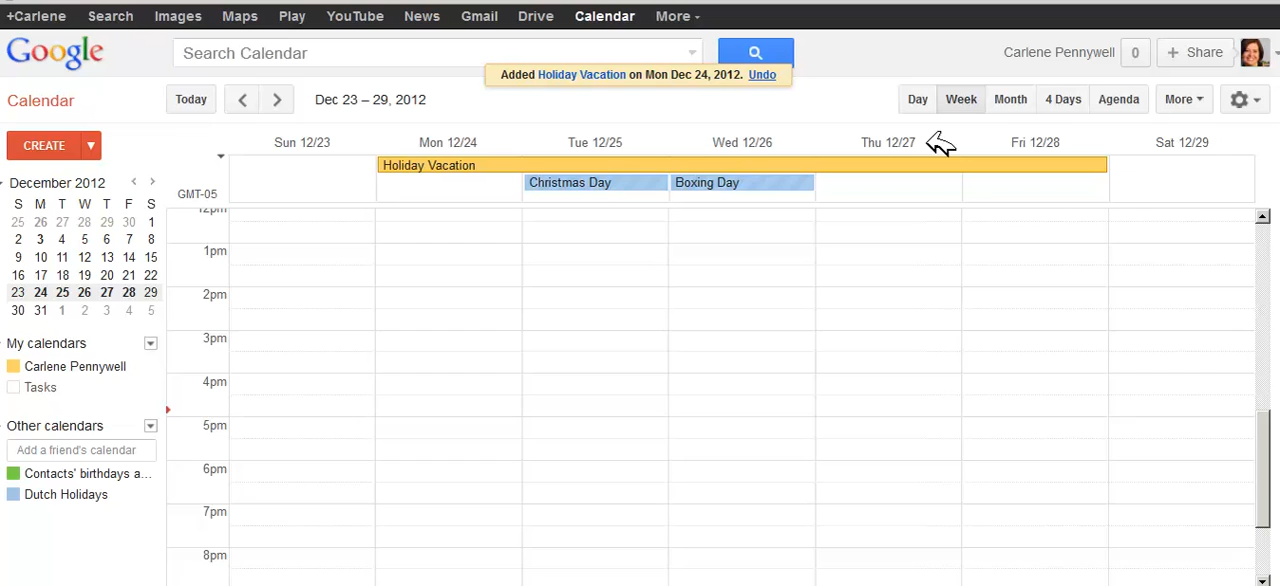 +Carlene Search Images Maps Play YouTube News Gmail Drive Calendar More
Google Search Calendar Carlene Pennywell 0 + Share
Added Holiday Vacation on Mon Dec 24, 2012. Undo
Calendar Today Dec 23 – 29, 2012 Day Week Month 4 Days Agenda More
CREATE
Sun 12/23 Mon 12/24 Tue 12/25 Wed 12/26 Thu 12/27 Fri 12/28 Sat 12/29
Holiday Vacation
Christmas Day Boxing Day
GMT-05
December 2012
S M T W T F S
25 26 27 28 29 30 1
2 3 4 5 6 7 8
9 10 11 12 13 14 15
16 17 18 19 20 21 22
23 24 25 26 27 28 29
30 31 1 2 3 4 5
My calendars
Carlene Pennywell
Tasks
Other calendars
Add a friend's calendar
Contacts' birthdays a...
Dutch Holidays
12pm
1pm
2pm
3pm
4pm
5pm
6pm
7pm
8pm